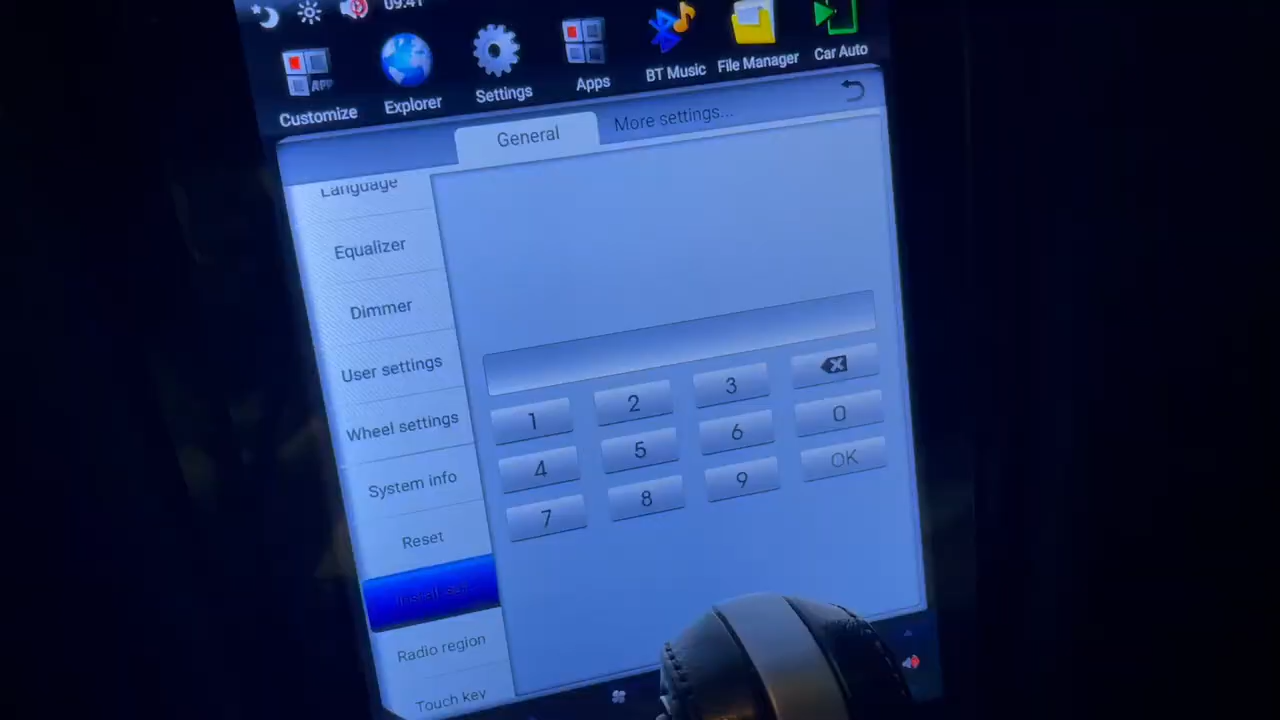 09:41
APP
Customize
Explorer
Settings
Apps
BT Music
File Manager
Car Auto
General
More settings...
Language
Equalizer
Dimmer
User settings
Wheel settings
System info
Reset
Radio region
Touch key
1 2 3
4 5 6 0
7 8 9 OK